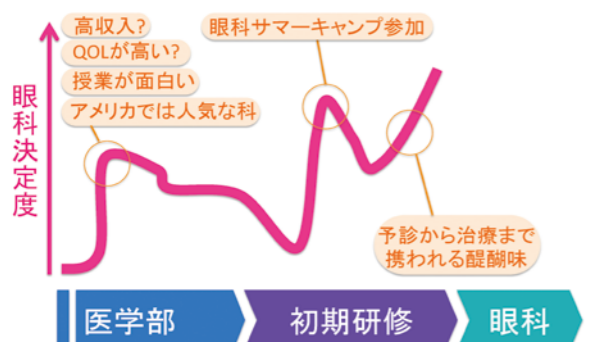 高収入?
QOLが高い?
授業が面白い
アメリカでは人気な科
眼科サマーキャンプ参加
眼科決定度
予診から治療まで
携われる醍醐味
医学部
初期研修
眼科